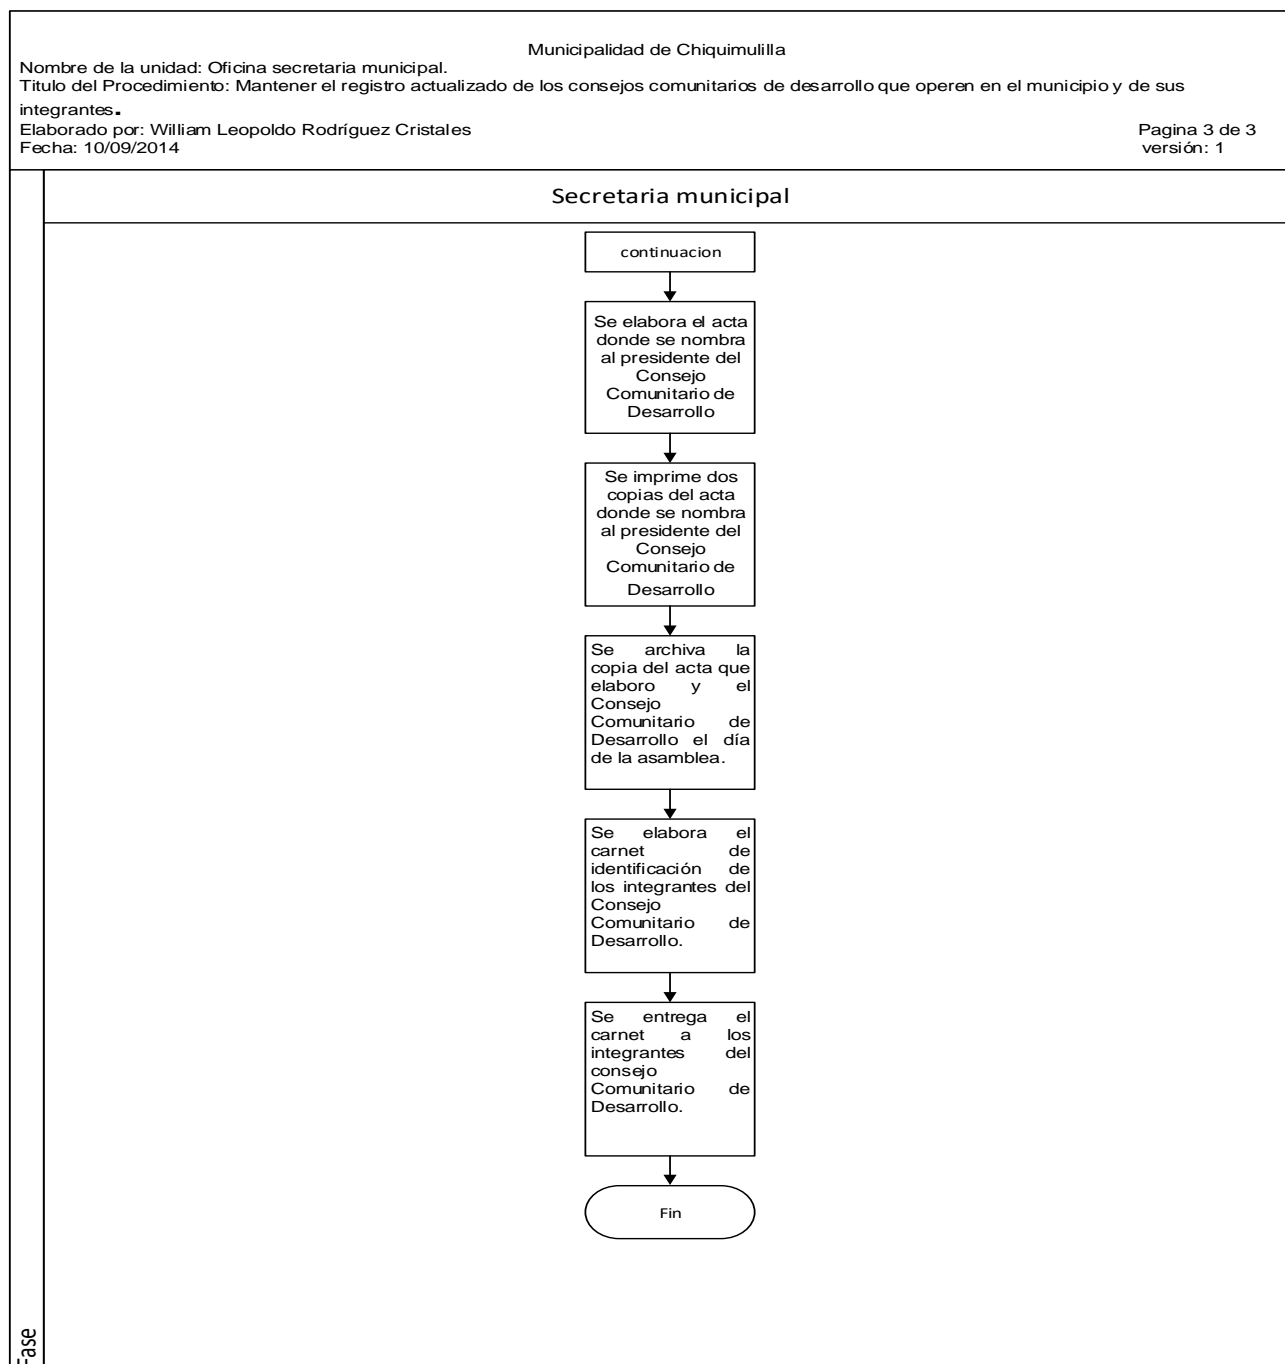 Municipalidad de Chiquimulilla
Nombre de la unidad: Oficina secretaria municipal.
Titulo del Procedimiento: Mantener el registro actualizado de los consejos comunitarios de desarrollo que operen en el municipio y de sus
integrantes.
Elaborado por: William Leopoldo Rodríguez Cristales
Pagina 3 de 3
Fecha: 10/09/2014
versión: 1
Secretaria municipal
continuacion
Se elabora el acta
donde se nombra
al presidente del
Consejo
Comunitario de
Desarrollo
Se imprime dos
copias del acta
donde se nombra
al presidente del
Consejo
Comunitario de
Desarrollo
Se archiva la
copia del acta que
elaboro y el
Consejo
Comunitario de
Desarrollo el día
de la asamblea.
Se elabora el
carnet de
identificación de
los integrantes del
Consejo
Comunitario de
Desarrollo.
Se entrega el
carnet a los
integrantes del
consejo
Comunitario de
Desarrollo.
Fin
Fase